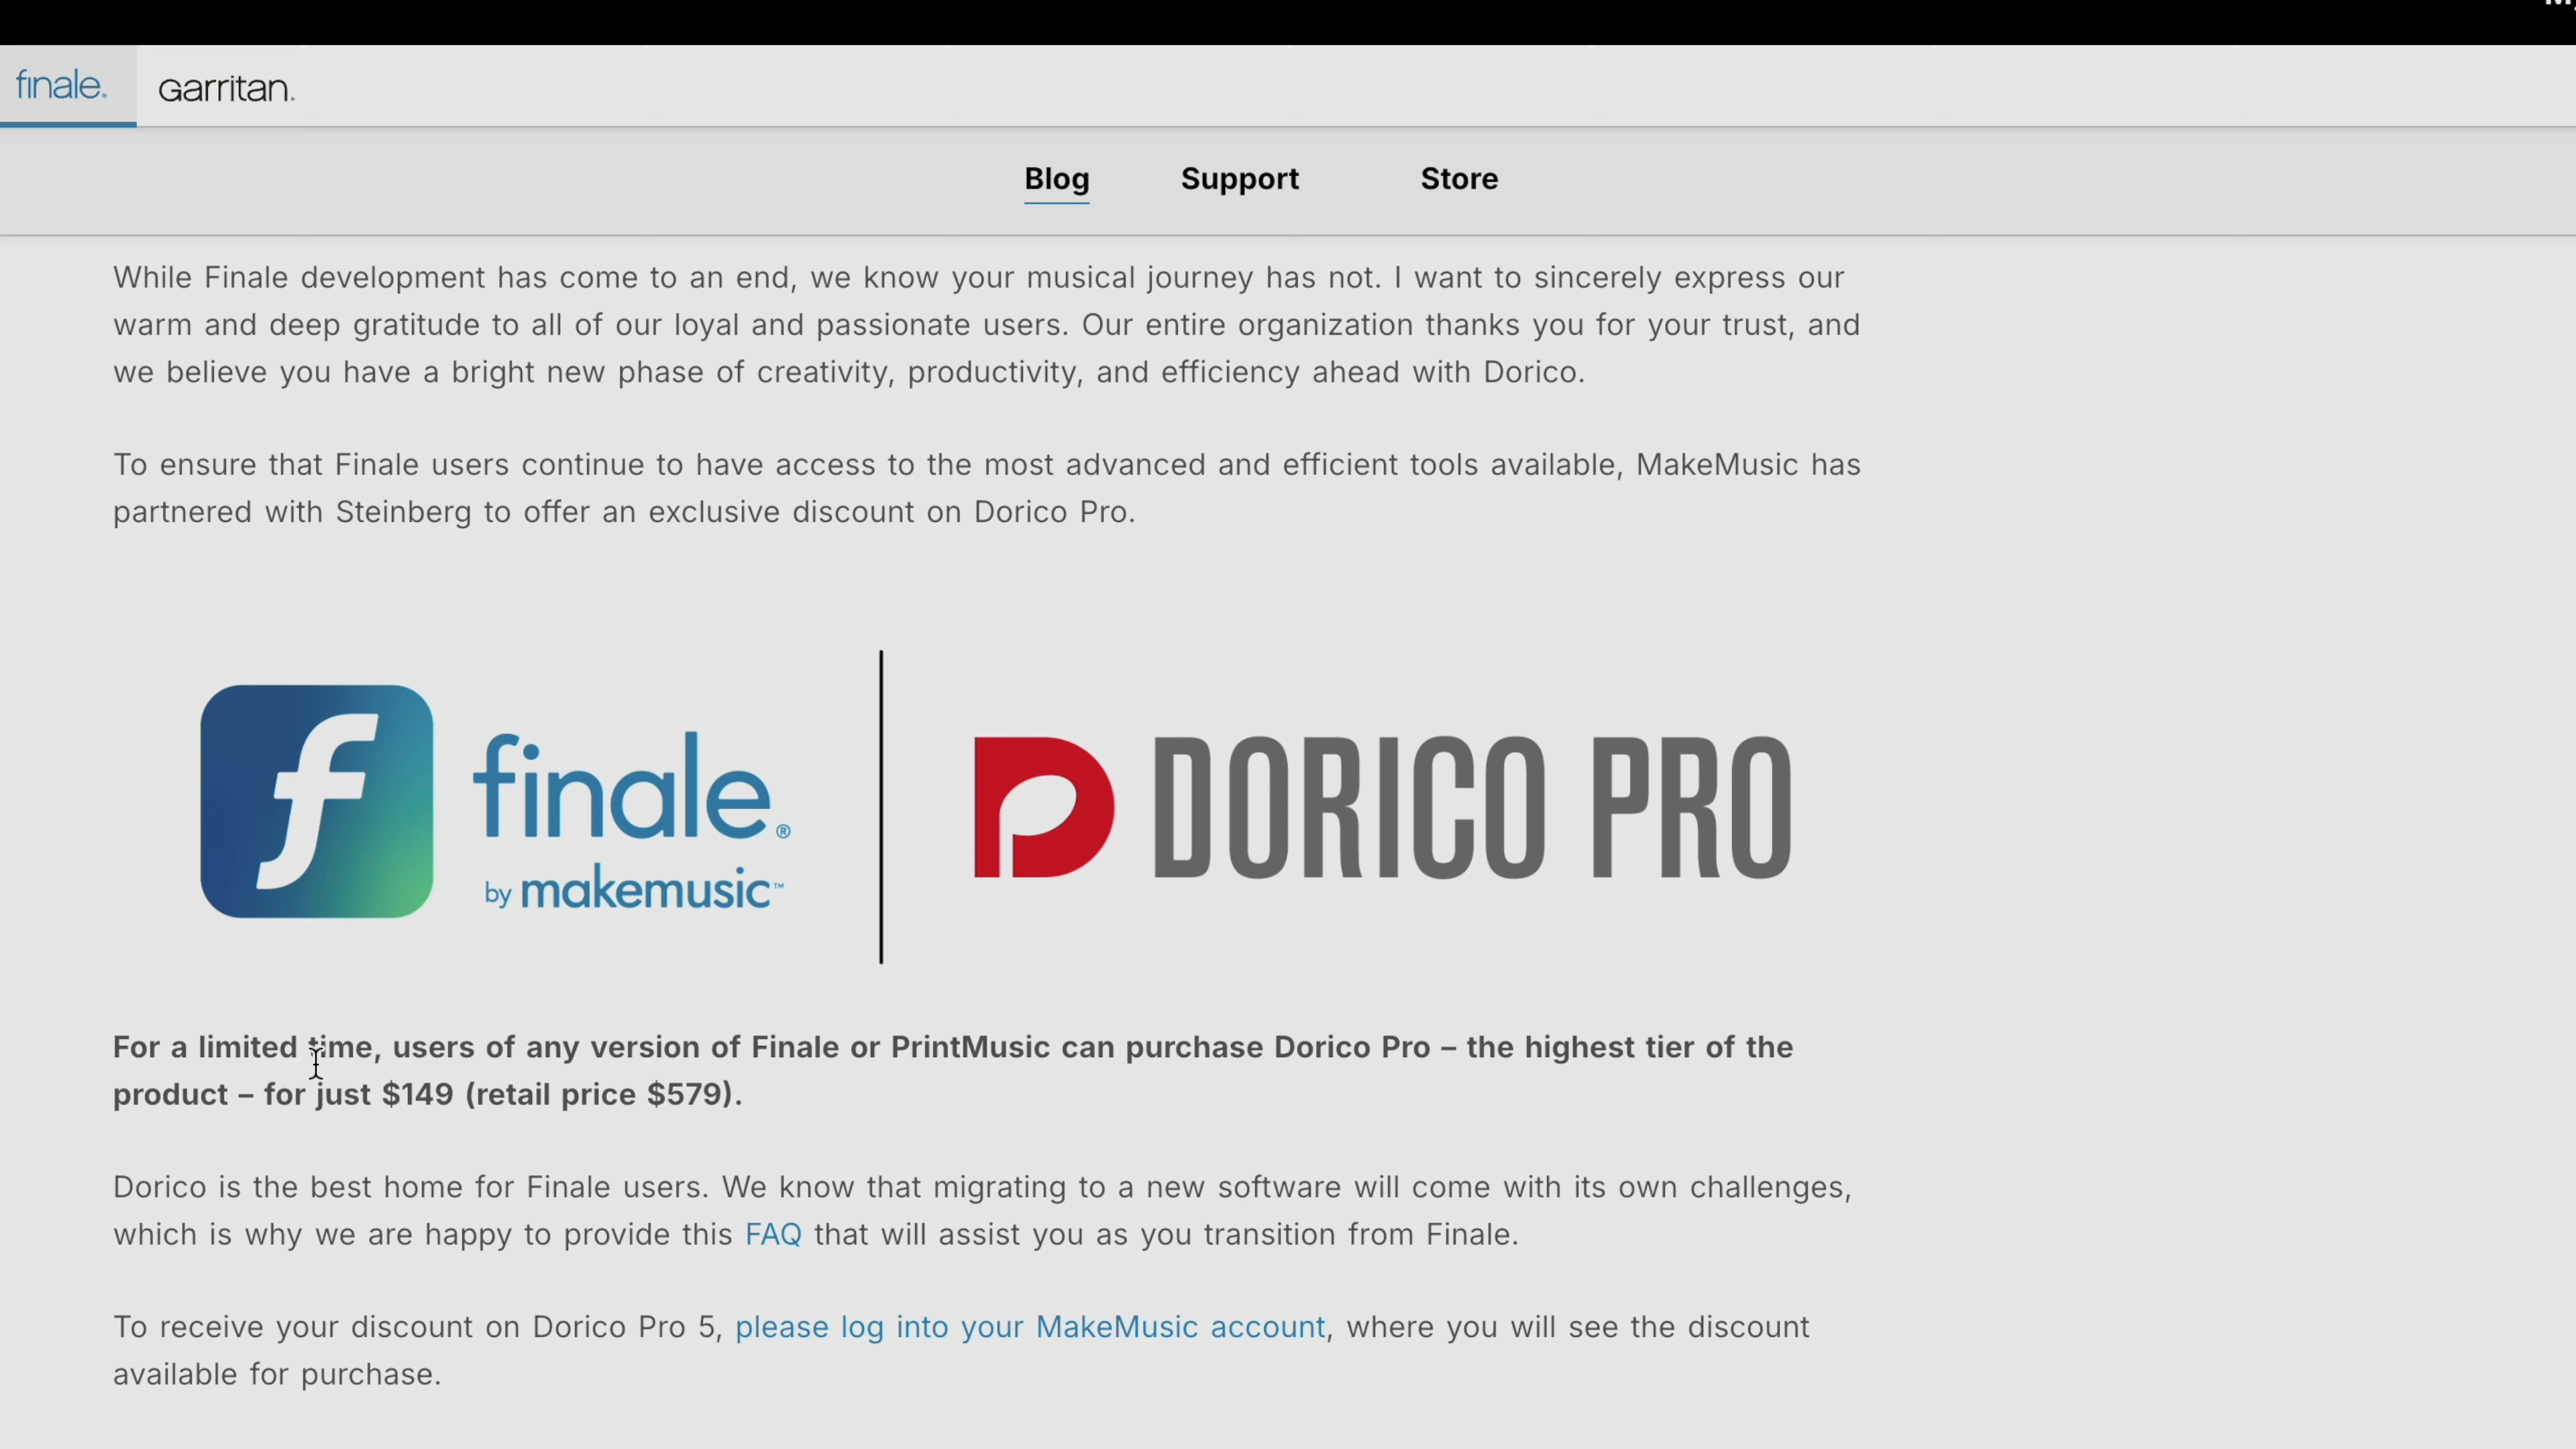 finale.
Garritan.
Blog Support Store
While Finale development has come to an end, we know your musical journey has not. I want to sincerely express our
warm and deep gratitude to all of our loyal and passionate users. Our entire organization thanks you for your trust, and
we believe you have a bright new phase of creativity, productivity, and efficiency ahead with Dorico.
To ensure that Finale users continue to have access to the most advanced and efficient tools available, MakeMusic has
partnered with Steinberg to offer an exclusive discount on Dorico Pro.
f
finale.®
by makemusic™
DORICO PRO
For a limited time, users of any version of Finale or PrintMusic can purchase Dorico Pro – the highest tier of the
product – for just $149 (retail price $579).
Dorico is the best home for Finale users. We know that migrating to a new software will come with its own challenges,
which is why we are happy to provide this FAQ that will assist you as you transition from Finale.
To receive your discount on Dorico Pro 5, please log into your MakeMusic account, where you will see the discount
available for purchase.